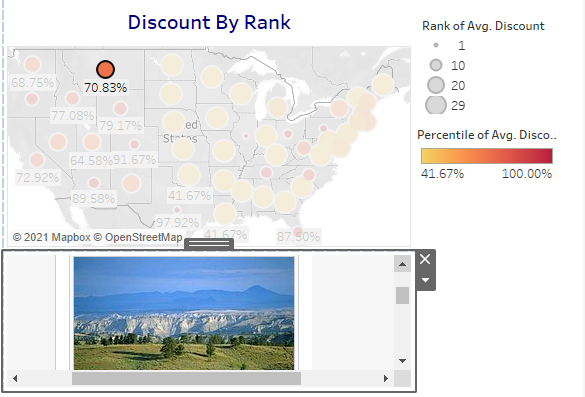 Discount By Rank
68.75%
70.83%
77.08%
79.17%
ed
States
64.58%
91.67%
72.92%
89.58%
41.67%
97.92%
41.67%
87.50%
© 2021 Mapbox © OpenStreetMap
Rank of Avg. Discount
1
10
20
29
Percentile of Avg. Disco..
41.67% 100.00%